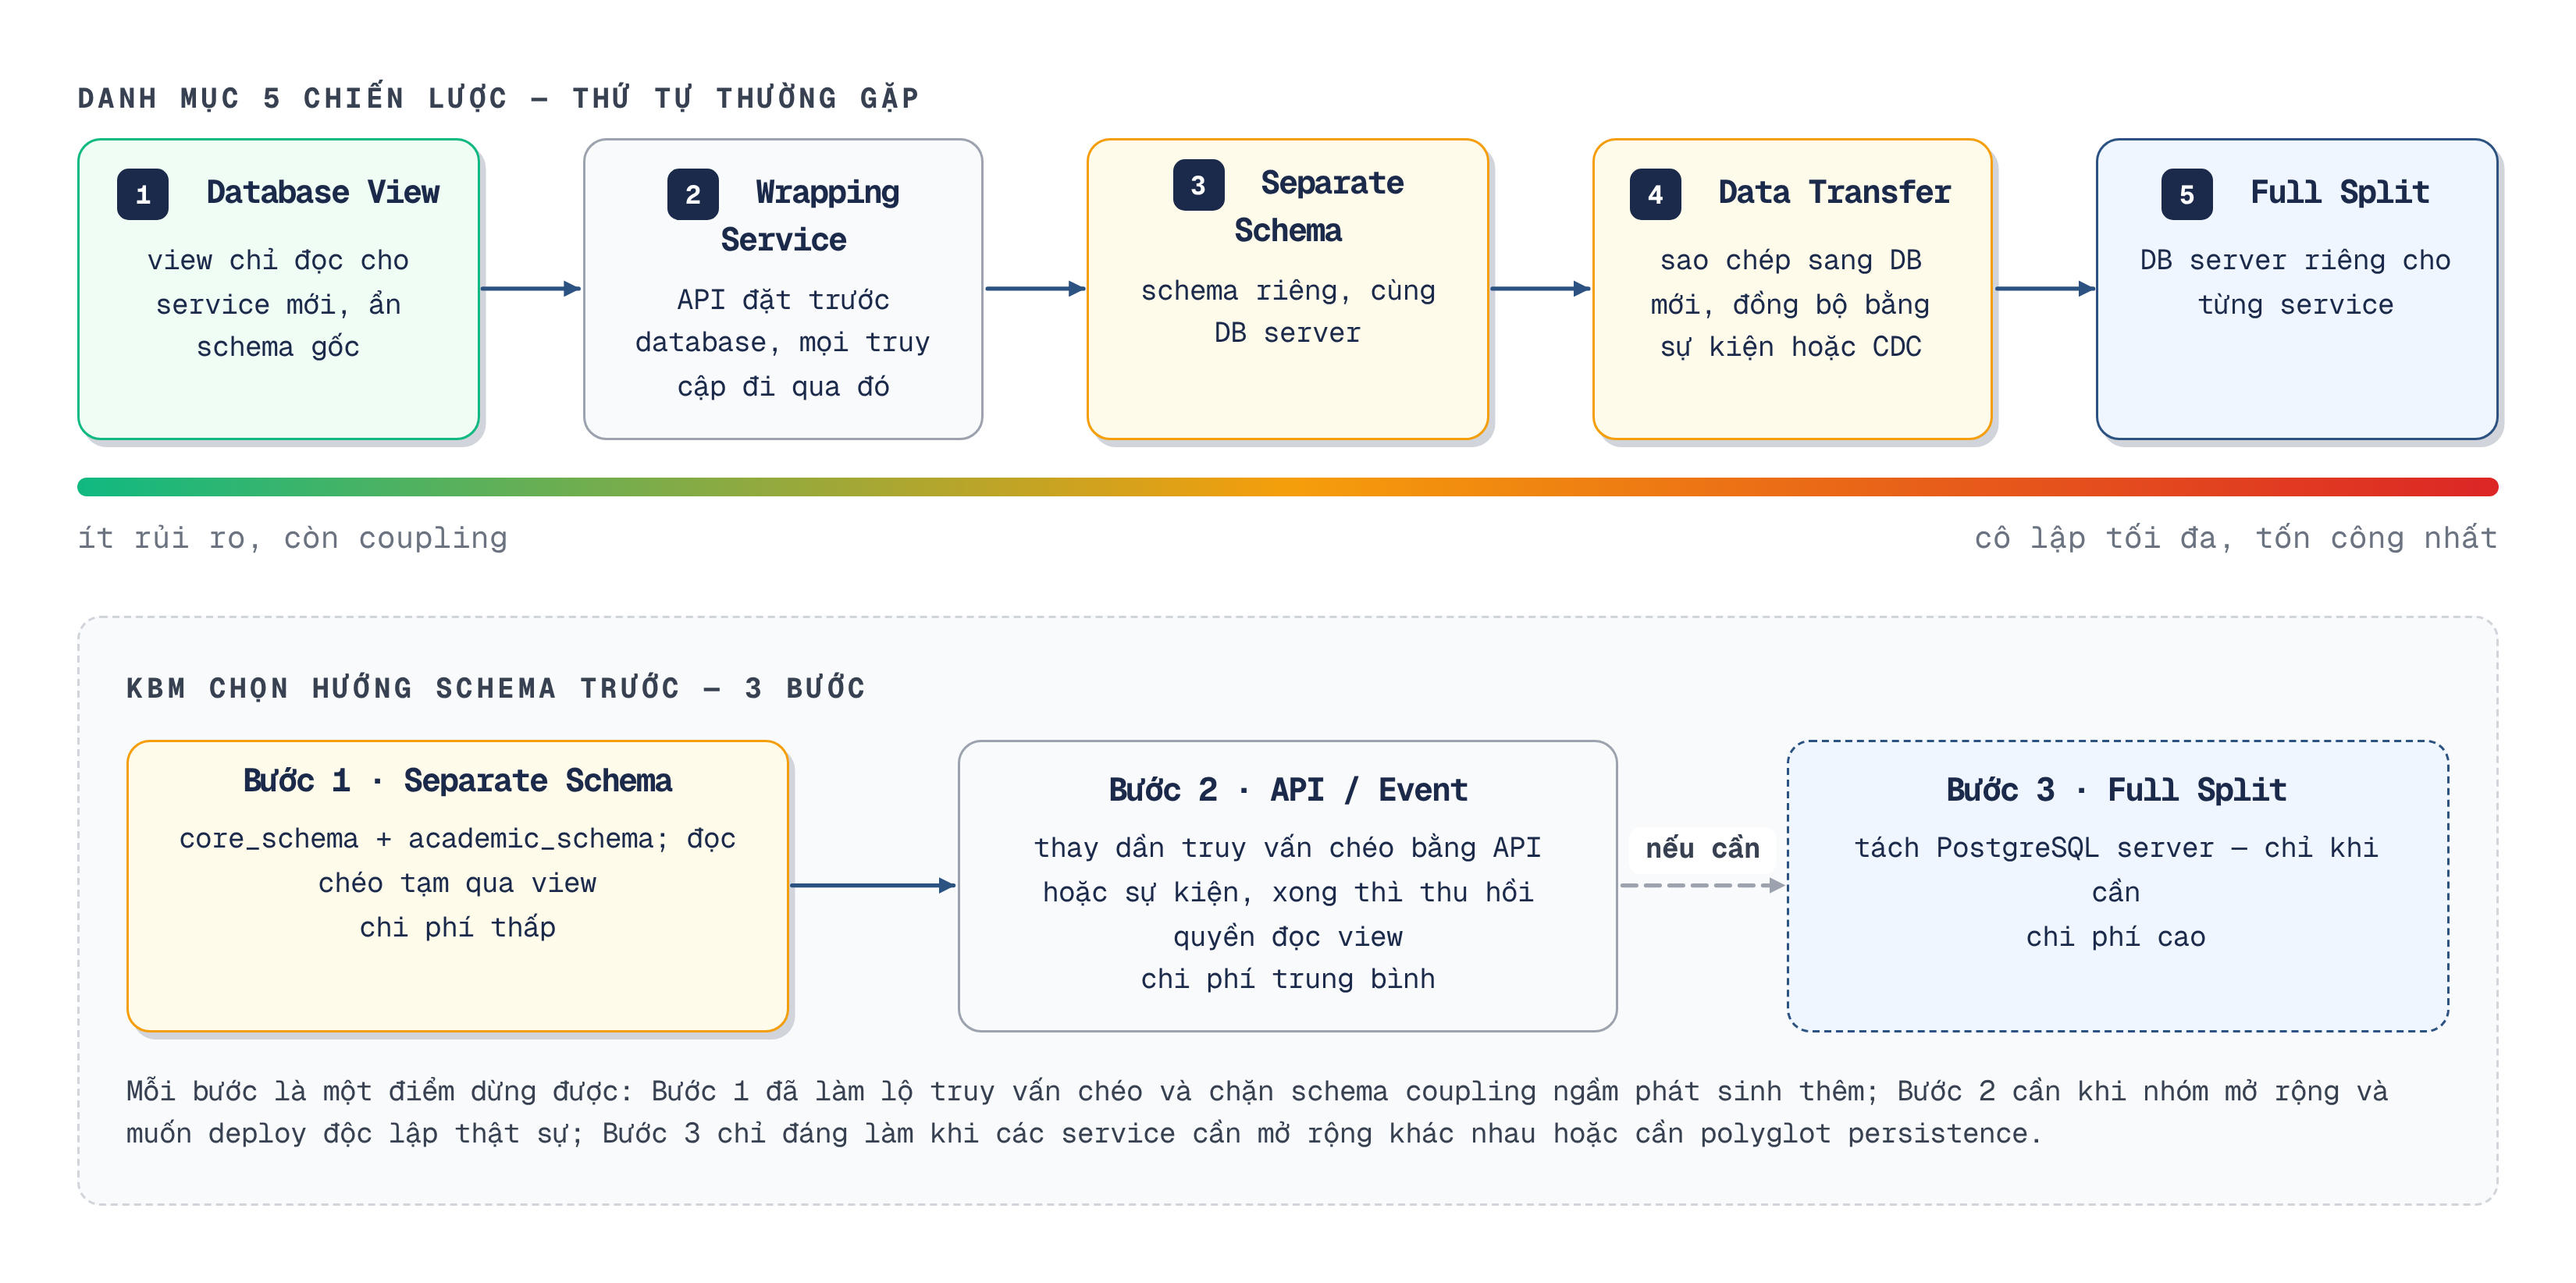 DANH MỤC 5 CHIẾN LƯỢC — THỨ TỰ THƯỜNG GẶP
1 Database View
view chỉ đọc cho
service mới, ẩn
schema gốc
2 Wrapping
Service
API đặt trước
database, mọi truy
cập đi qua đó
3 Separate
Schema
schema riêng, cùng
DB server
4 Data Transfer
sao chép sang DB
mới, đồng bộ bằng
sự kiện hoặc CDC
5 Full Split
DB server riêng cho
từng service
ít rủi ro, còn coupling
cô lập tối đa, tốn công nhất
KBM CHỌN HƯỚNG SCHEMA TRƯỚC — 3 BƯỚC
Bước 1 · Separate Schema
core_schema + academic_schema; đọc
chéo tạm qua view
chi phí thấp
Bước 2 · API / Event
thay dần truy vấn chéo bằng API
hoặc sự kiện, xong thì thu hồi
quyền đọc view
chi phí trung bình
nếu cần
Bước 3 · Full Split
tách PostgreSQL server — chỉ khi
cần
chi phí cao
Mỗi bước là một điểm dừng được: Bước 1 đã làm lộ truy vấn chéo và chặn schema coupling ngầm phát sinh thêm; Bước 2 cần khi nhóm mở rộng và
muốn deploy độc lập thật sự; Bước 3 chỉ đáng làm khi các service cần mở rộng khác nhau hoặc cần polyglot persistence.